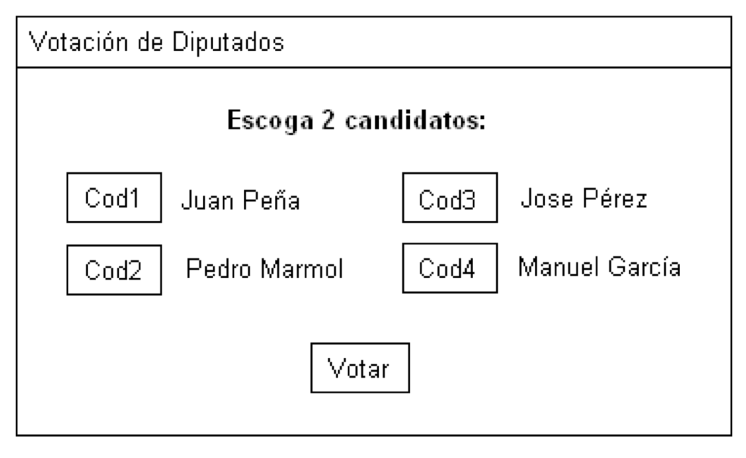 Votación de Diputados
Escoga 2 candidatos:
Cod1 Juan Peña Cod3 Jose Pérez
Cod2 Pedro Marmol Cod4 Manuel García
Votar